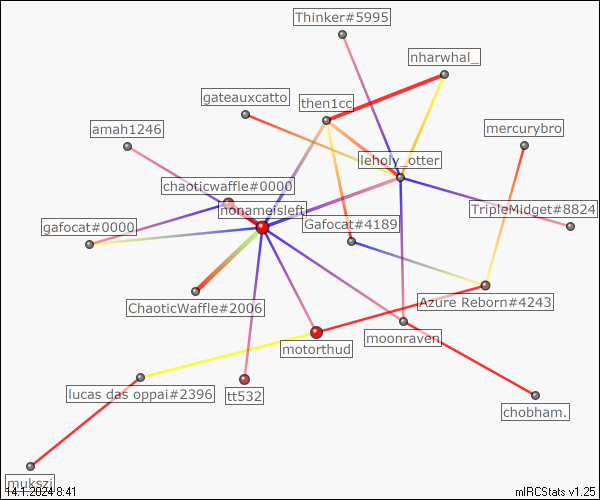 Thinker#5995
nharwhal_
gateauxcatto
then1cc
amah1246
mercurybro
leholy_otter
chaoticwaffle#0000
nonameisleft
TripleMidget#8824
gafocat#0000
Gafocat#4189
ChaoticWaffle#2006
Azure Reborn#4243
moonraven
motorthud
lucas das oppai#2396
tt532
chobham.
mukszi
14.1.2024 8:41
mIRCStats v1.25